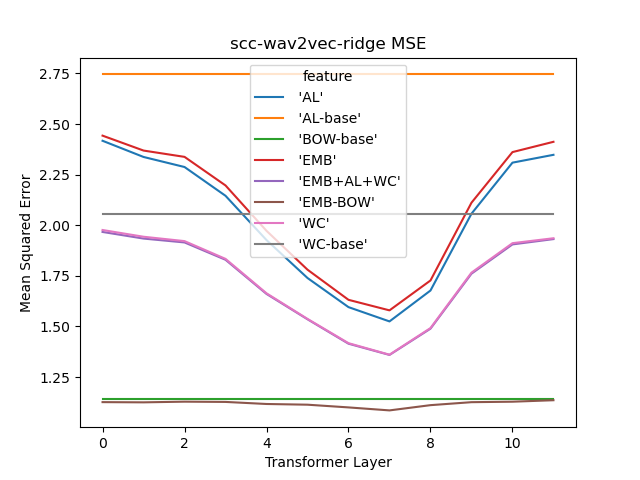 scc-wav2vec-ridge MSE
feature
'AL'
'AL-base'
'BOW-base'
'EMB'
'EMB+AL+WC'
'EMB-BOW'
'WC'
'WC-base'
Mean Squared Error
2.75
2.50
2.25
2.00
1.75
1.50
1.25
0 2 4 6 8 10
Transformer Layer